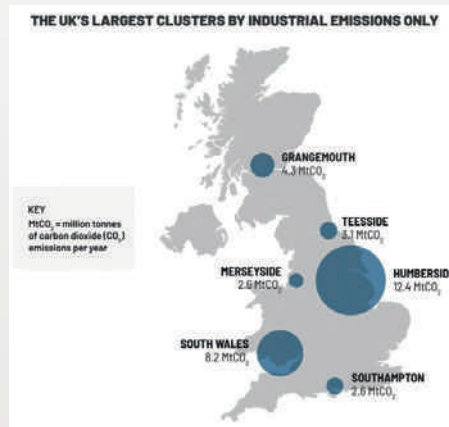 THE UK'S LARGEST CLUSTERS BY INDUSTRIAL EMISSIONS ONLY
GRANGEMOUTH
4.3 MtCO₂
KEY
MtCO₂ = million tonnes
of carbon dioxide (CO₂)
emissions per year
TEESSIDE
3.1 MtCO₂
MERSEYSIDE
2.6 MtCO₂
HUMBERSID
12.4 MtCO₂
SOUTH WALES
8.2 MtCO₂
SOUTHAMPTON
2.6 MtCO₂